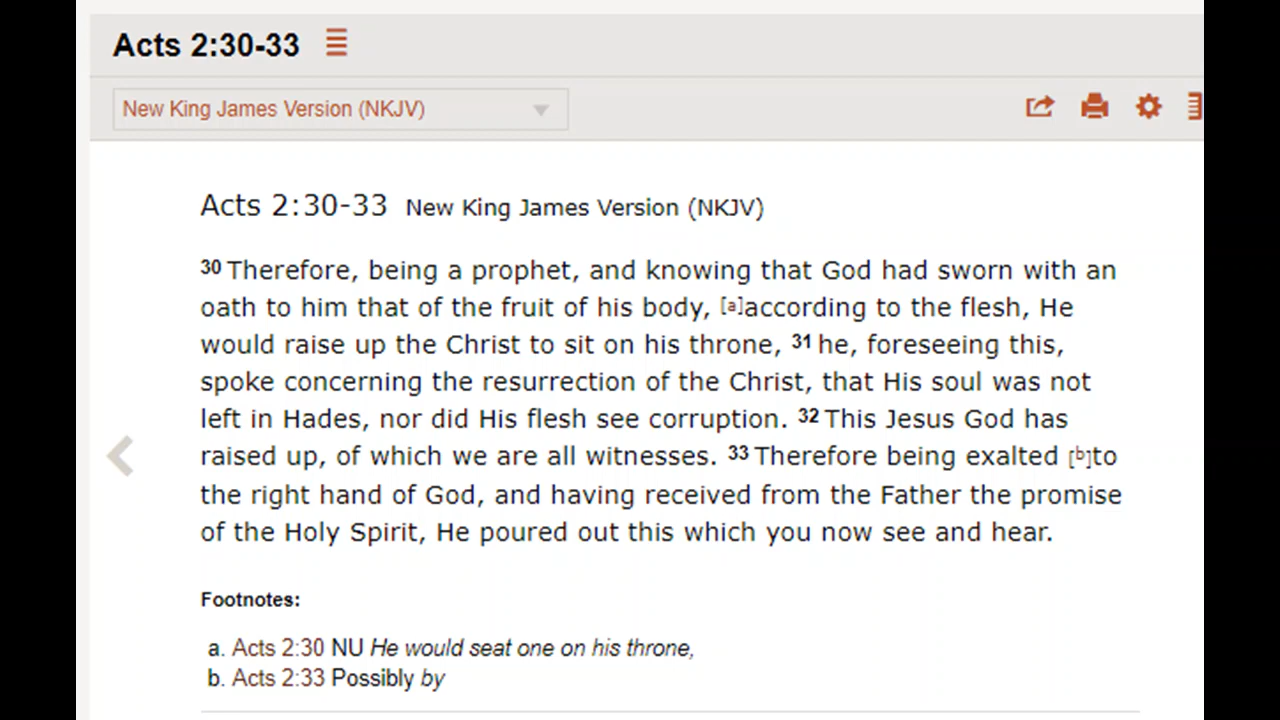 Acts 2:30-33
New King James Version (NKJV)
Acts 2:30-33 New King James Version (NKJV)
30 Therefore, being a prophet, and knowing that God had sworn with an
oath to him that of the fruit of his body, [a]according to the flesh, He
would raise up the Christ to sit on his throne, 31 he, foreseeing this,
spoke concerning the resurrection of the Christ, that His soul was not
left in Hades, nor did His flesh see corruption. 32 This Jesus God has
raised up, of which we are all witnesses. 33 Therefore being exalted [b]to
the right hand of God, and having received from the Father the promise
of the Holy Spirit, He poured out this which you now see and hear.
Footnotes:
a. Acts 2:30 NU He would seat one on his throne,
b. Acts 2:33 Possibly by